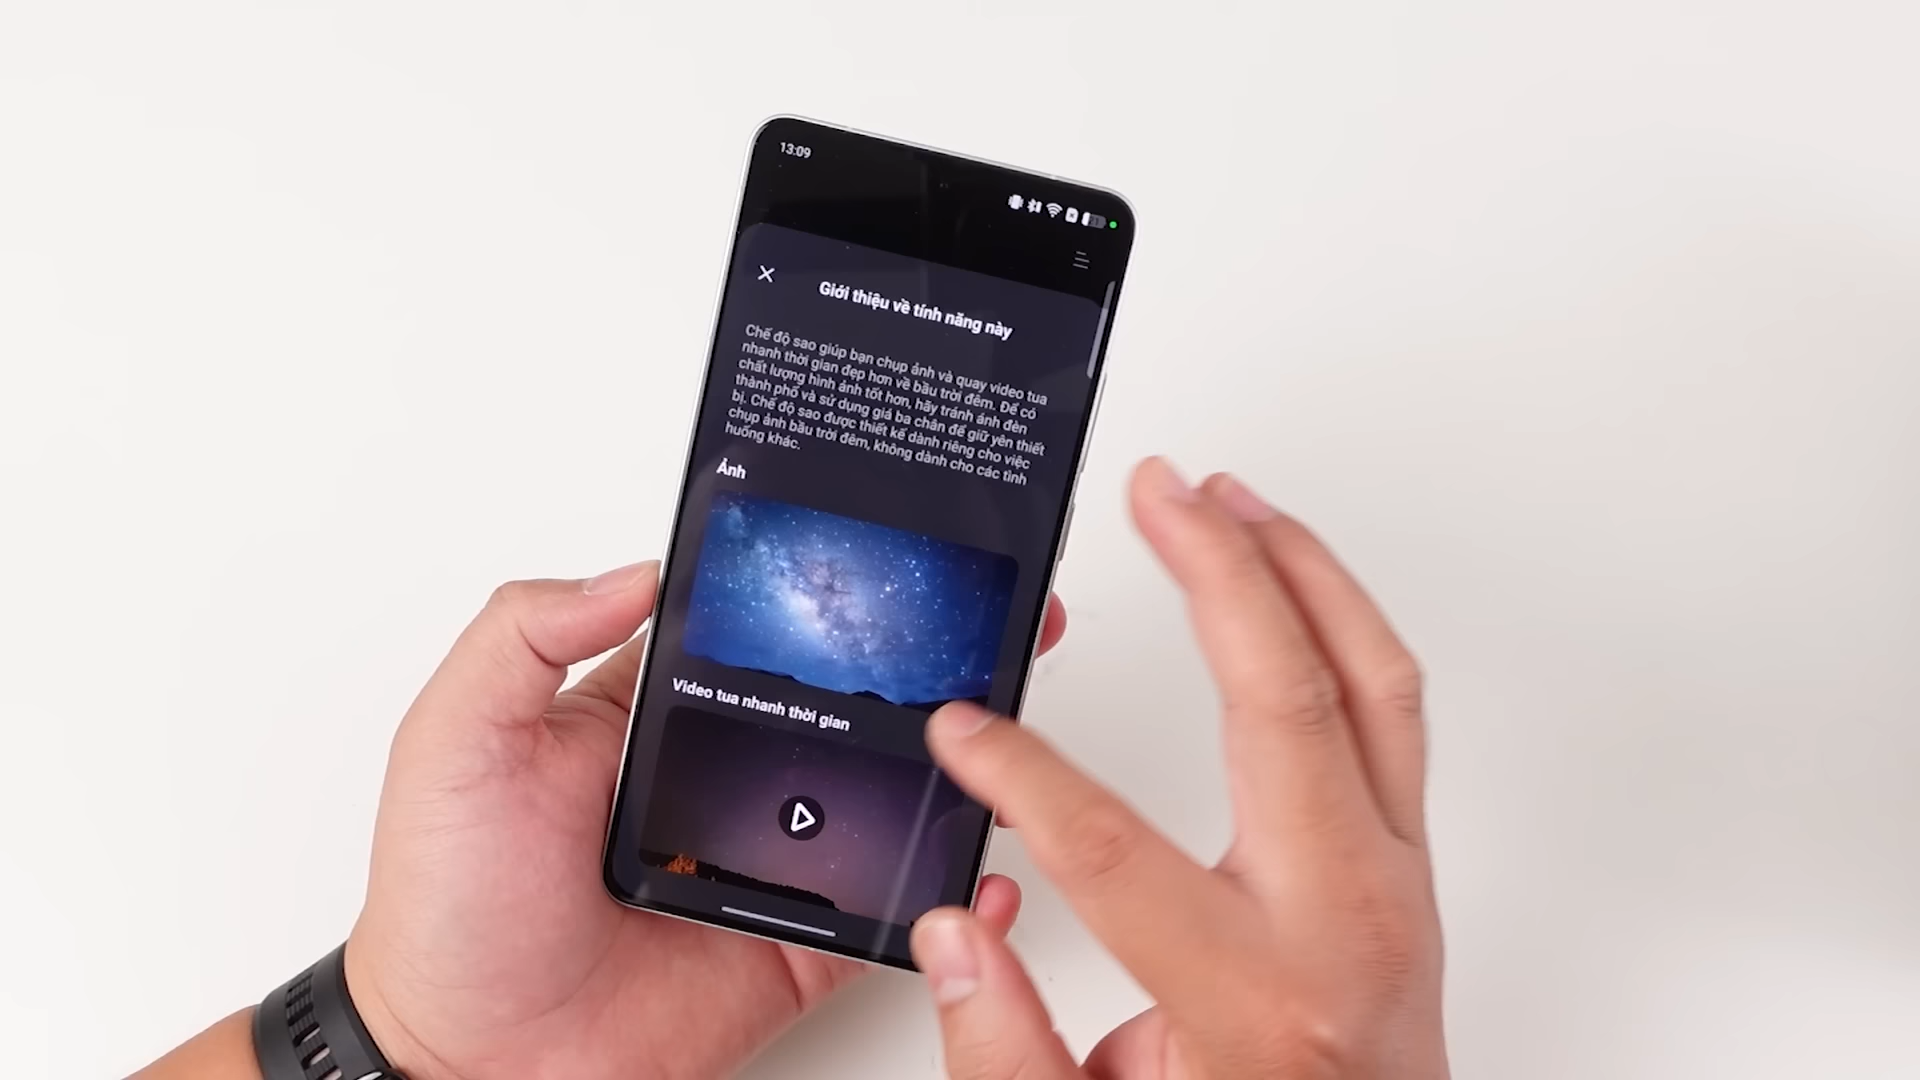 13:09
Giới thiệu về tính năng này
Chế độ sao giúp bạn chụp ảnh và quay video tua
nhanh thời gian đẹp hơn về bầu trời đêm. Để có
chất lượng hình ảnh tốt hơn, hãy tránh ánh đèn
thành phố và sử dụng giá ba chân để giữ yên thiết
bị. Chế độ sao được thiết kế dành riêng cho việc
chụp ảnh bầu trời đêm, không dành cho các tình
huống khác.
Ảnh
Video tua nhanh thời gian